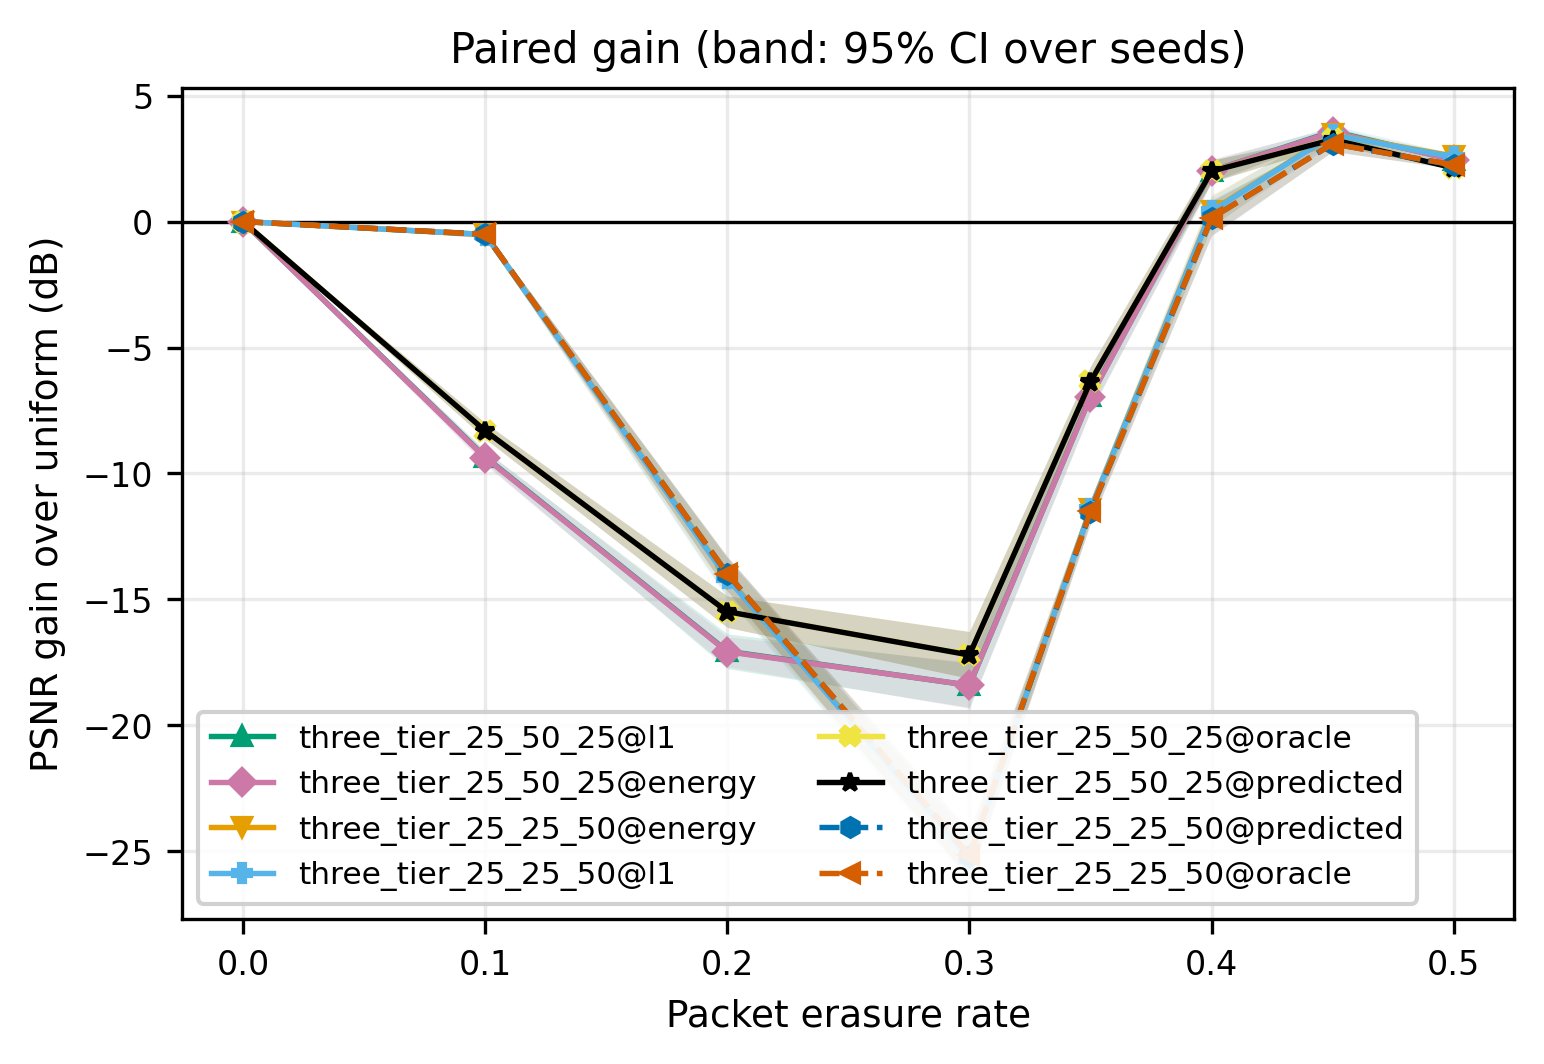 Paired gain (band: 95% CI over seeds)
PSNR gain over uniform (dB)
5
0
−5
−10
−15
−20
−25
three_tier_25_50_25@l1
three_tier_25_50_25@energy
three_tier_25_25_50@energy
three_tier_25_25_50@l1
three_tier_25_50_25@oracle
three_tier_25_50_25@predicted
three_tier_25_25_50@predicted
three_tier_25_25_50@oracle
0.0 0.1 0.2 0.3 0.4 0.5
Packet erasure rate